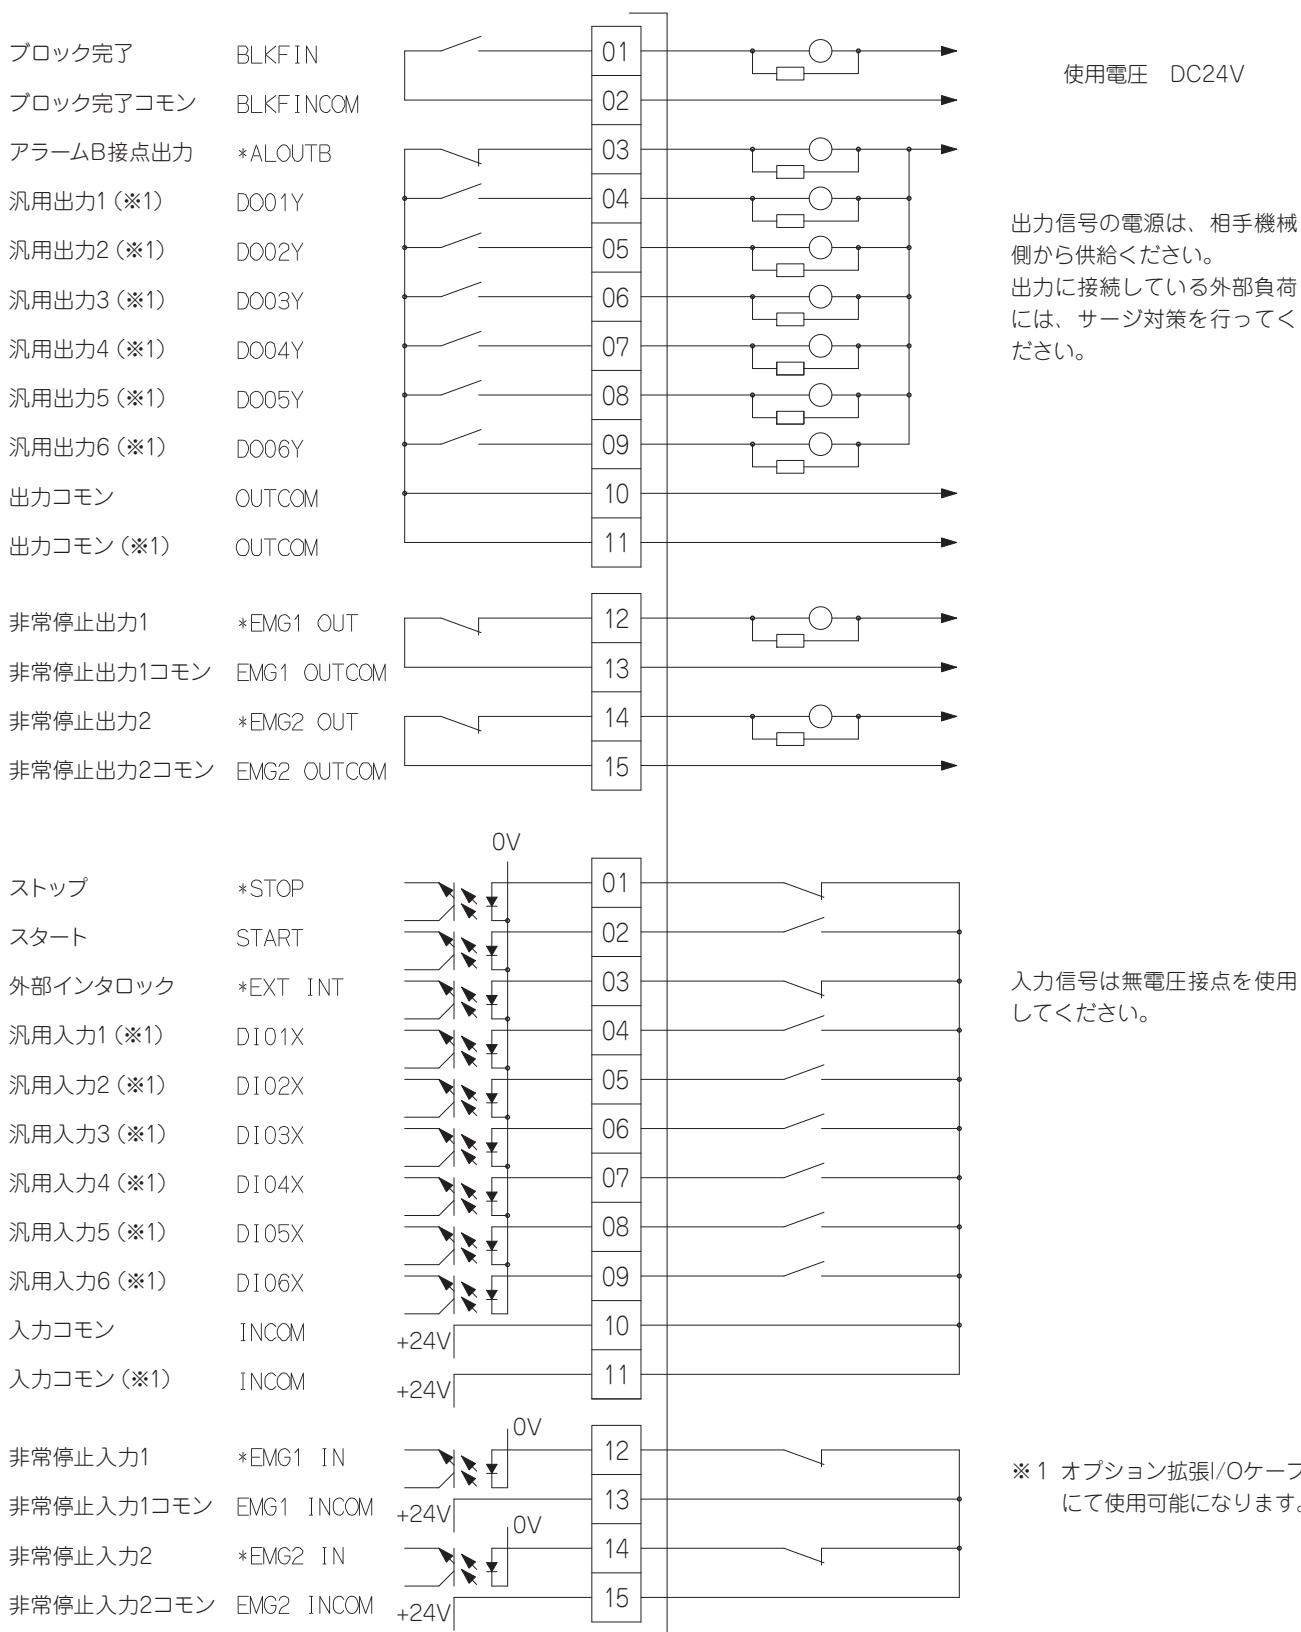 ブロック完了 BLKFIN 01
使用電圧 DC24V
ブロック完了コモン BLKFINCOM 02
アラームB接点出力 *ALOUTB 03
汎用出力1（※1） DO01Y 04
汎用出力2（※1） DO02Y 05
汎用出力3（※1） DO03Y 06
汎用出力4（※1） DO04Y 07
汎用出力5（※1） DO05Y 08
汎用出力6（※1） DO06Y 09
出力コモン OUTCOM 10
出力コモン（※1） OUTCOM 11
出力信号の電源は、相手機械
側から供給ください。
出力に接続している外部負荷
には、サージ対策を行ってく
ださい。
非常停止出力1 *EMG1 OUT 12
非常停止出力1コモン EMG1 OUTCOM 13
非常停止出力2 *EMG2 OUT 14
非常停止出力2コモン EMG2 OUTCOM 15
0V
ストップ *STOP 01
スタート START 02
外部インタロック *EXT INT 03
汎用入力1（※1） DI01X 04
汎用入力2（※1） DI02X 05
汎用入力3（※1） DI03X 06
汎用入力4（※1） DI04X 07
汎用入力5（※1） DI05X 08
汎用入力6（※1） DI06X 09
入力コモン INCOM +24V 10
入力コモン（※1） INCOM +24V 11
入力信号は無電圧接点を使用
してください。
0V
非常停止入力1 *EMG1 IN 12
非常停止入力1コモン EMG1 INCOM +24V 13
0V
非常停止入力2 *EMG2 IN 14
非常停止入力2コモン EMG2 INCOM +24V 15
※1 オプション拡張I/Oケーブ
にて使用可能になります。